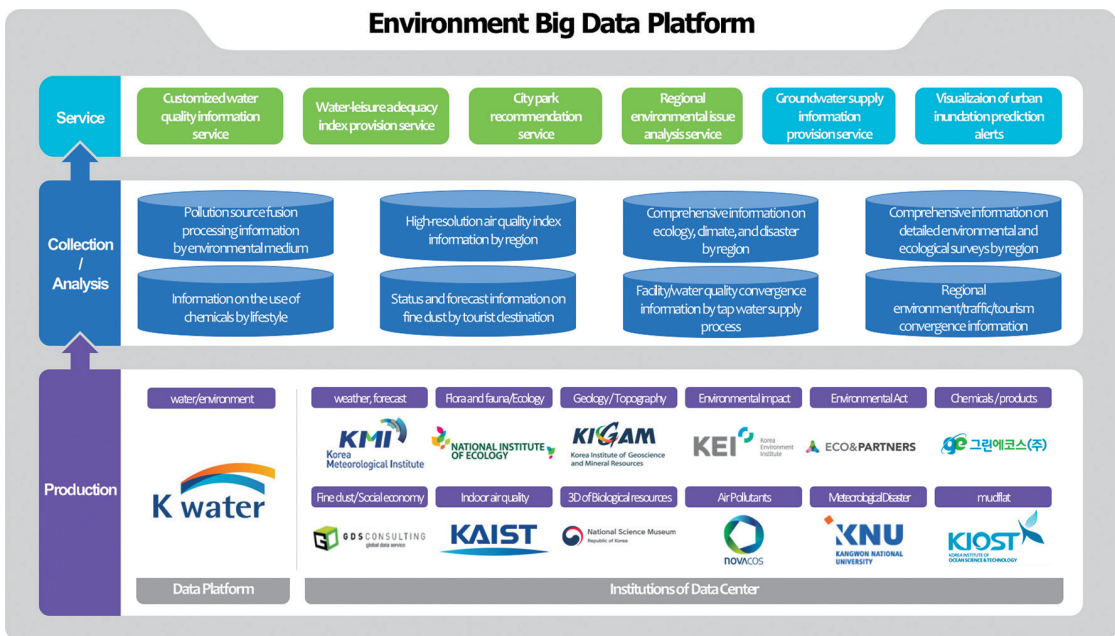 Environment Big Data Platform
Service
Customized water
quality information
service
Water-leisure adequacy
index provision service
City park
recommendation
service
Regional
environmental issue
analysis service
Groundwater supply
information
provision service
Visualizaion of urban
inundation prediction
alerts
Collection
/
Analysis
Pollution source fusion
processing information
by environmental medium
High-resolution air quality index
information by region
Comprehensive information on
ecology, climate, and disaster
by region
Comprehensive information on
detailed environmental and
ecological surveys by region
Information on the use of
chemicals by lifestyle
Status and forecast information on
fine dust by tourist destination
Facility/water quality convergence
information by tap water supply
process
Regional
environment/traffic/tourism
convergence information
Production
water/environment
K water
Data Platform
weather, forecast
KMI
Korea
Meteorological Institute
Flora and fauna/Ecology
NATIONAL INSTITUTE
OF ECOLOGY
Geology / Topography
KIGAM
Korea Institute of Geoscience
and Mineral Resources
Environmental impact
KEI
Korea
Environment
Institute
Environmental Act
ECO&PARTNERS
Chemicals / products
ge 그린에코스(주)
Fine dust/Social economy
GDS CONSULTING
global data service
Indoor air quality
KAIST
3D of Biological resources
National Science Museum
Republic of Korea
Air Pollutants
NOVACOS
Meteorological Disaster
KNU
KANGWON NATIONAL
UNIVERSITY
mudflat
KIOST
KOREA INSTITUTE OF
OCEAN SCIENCE & TECHNOLOGY
Institutions of Data Center